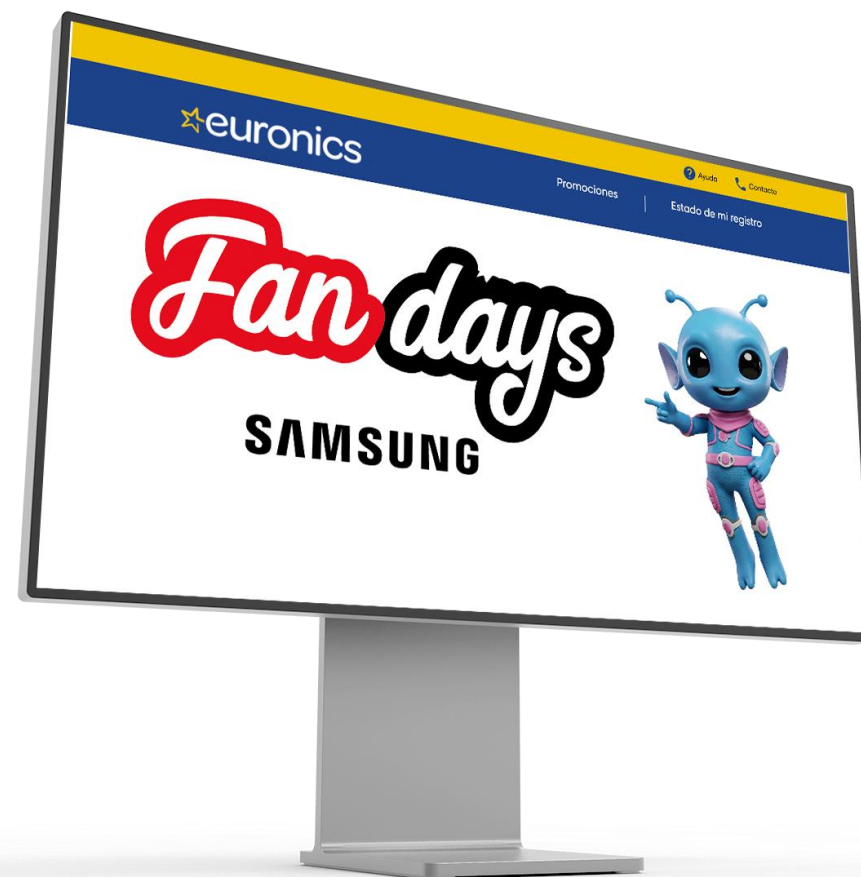 euronics
Ayuda
Contacto
Promociones
Estado de mi registro
Fan days
SAMSUNG